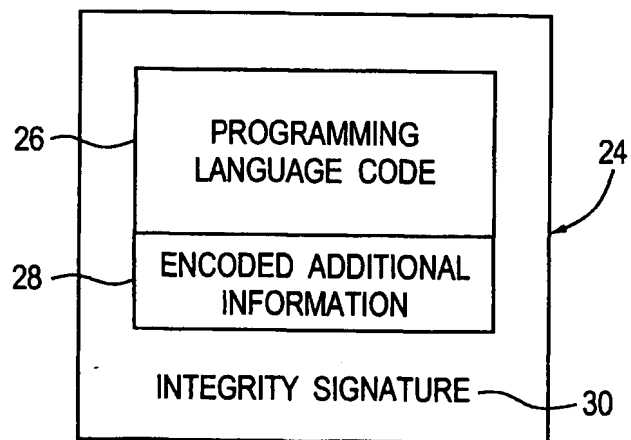 26
PROGRAMMING
LANGUAGE CODE
24
28
ENCODED ADDITIONAL
INFORMATION
INTEGRITY SIGNATURE
30